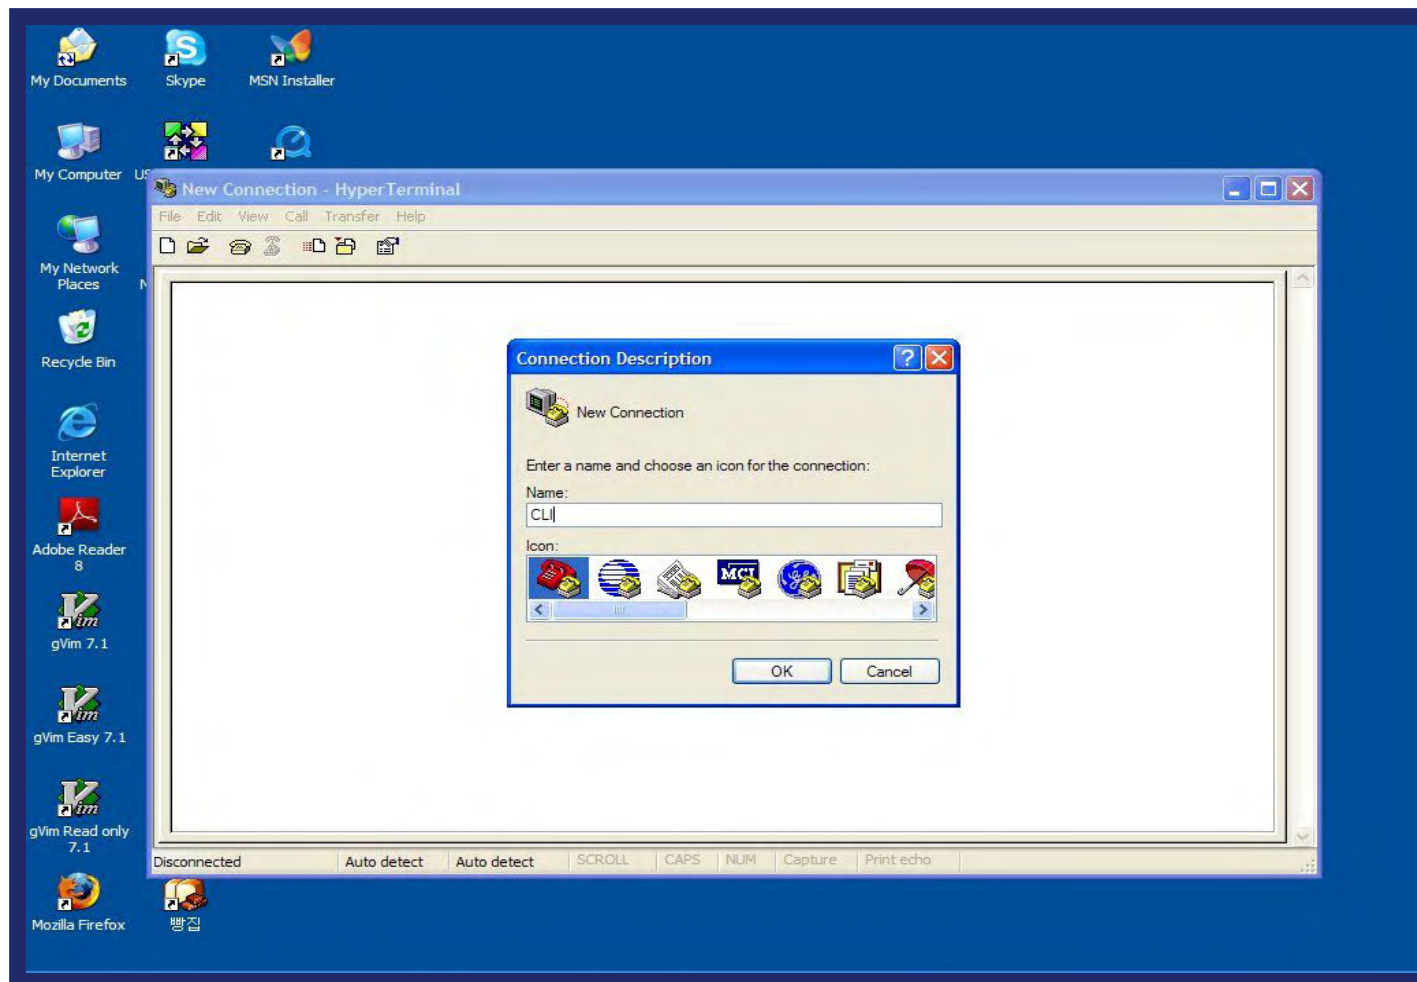 My Documents
Skype
MSN Installer
My Computer
US
My Network
Places
N
Recycle Bin
Internet
Explorer
Adobe Reader
8
gVim 7.1
gVim Easy 7.1
gVim Read only
7.1
Mozilla Firefox
빵집
New Connection - HyperTerminal
File Edit View Call Transfer Help
Connection Description
New Connection
Enter a name and choose an icon for the connection:
Name:
CLI
Icon:
MCI
OK Cancel
Disconnected Auto detect Auto detect SCROLL CAPS NUM Capture Print echo